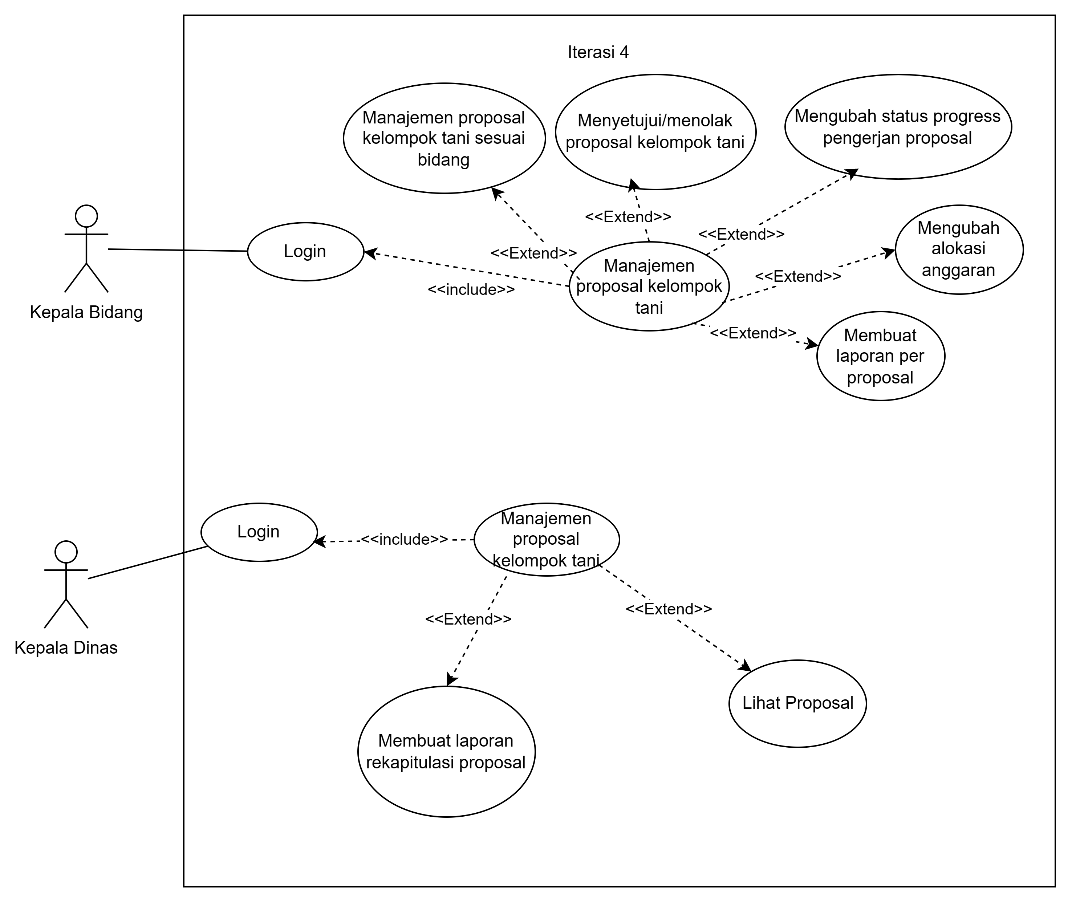 Iterasi 4
Manajemen proposal
kelompok tani sesuai
bidang
Menyetujui/menolak
proposal kelompok tani
Mengubah status progress
pengerjan proposal
<<Extend>>
<<Extend>>
<<Extend>>
Mengubah
alokasi
anggaran
Login
Manajemen
proposal kelompok
tani
<<include>>
<<Extend>>
Kepala Bidang
<<Extend>>
Membuat
laporan per
proposal
Login
<<include>>
Manajemen
proposal
kelompok tani
Kepala Dinas
<<Extend>>
<<Extend>>
Membuat laporan
rekapitulasi proposal
Lihat Proposal